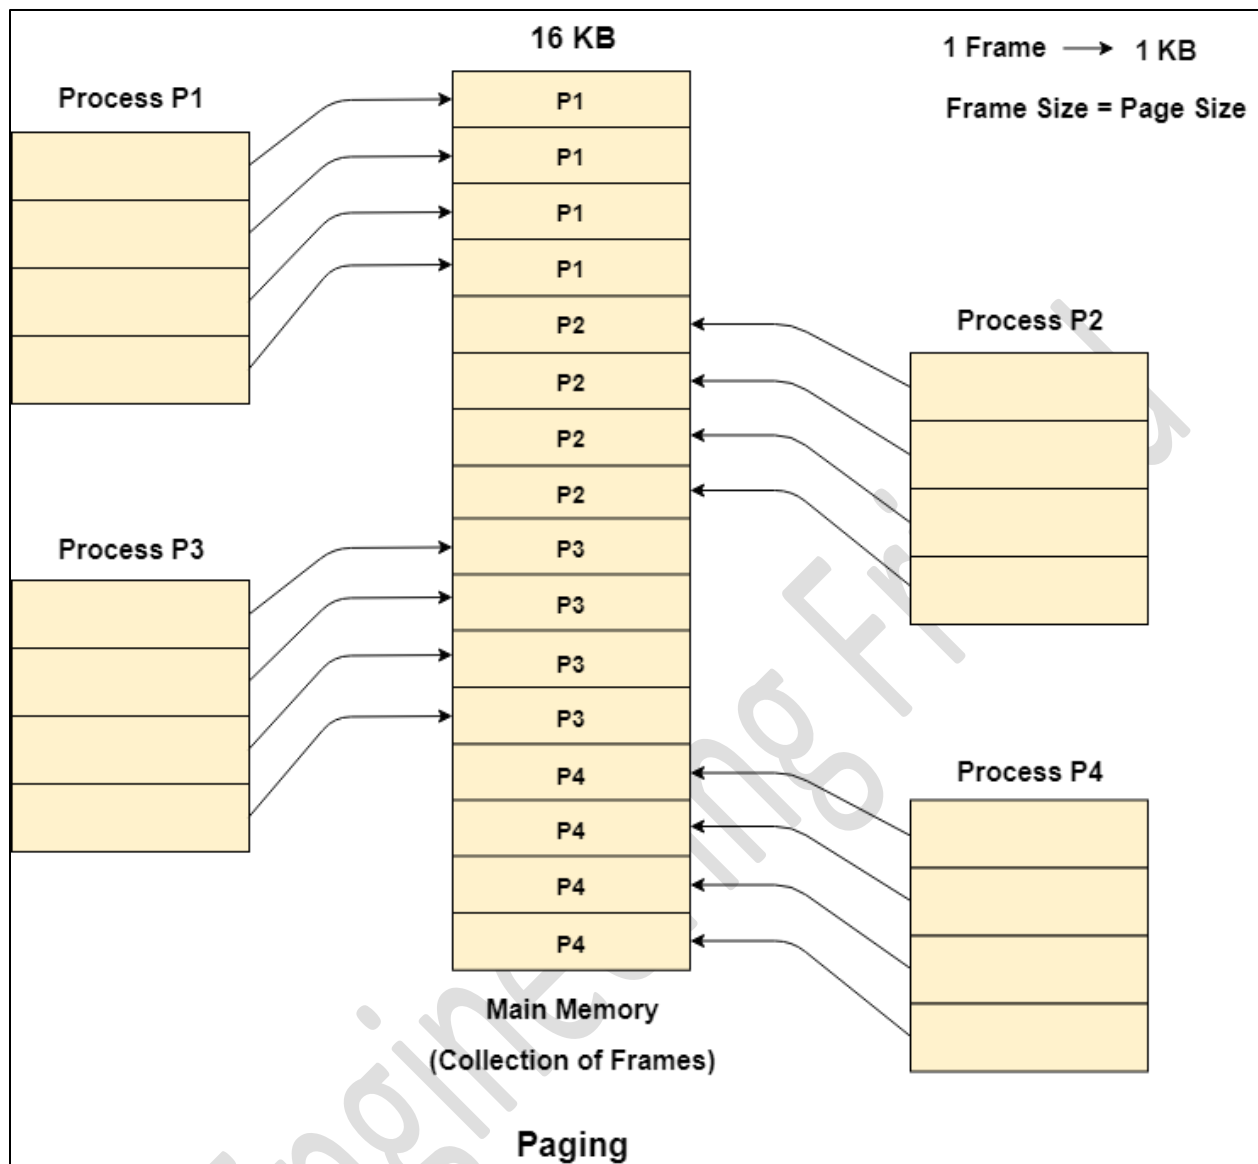 16 KB
1 Frame → 1 KB
Frame Size = Page Size
Process P1
P1
P1
P1
P1
P2
P2
P2
P2
P3
P3
P3
P3
P4
P4
P4
P4
Process P2
Process P3
Process P4
Main Memory
(Collection of Frames)
Paging
Engineering Friend